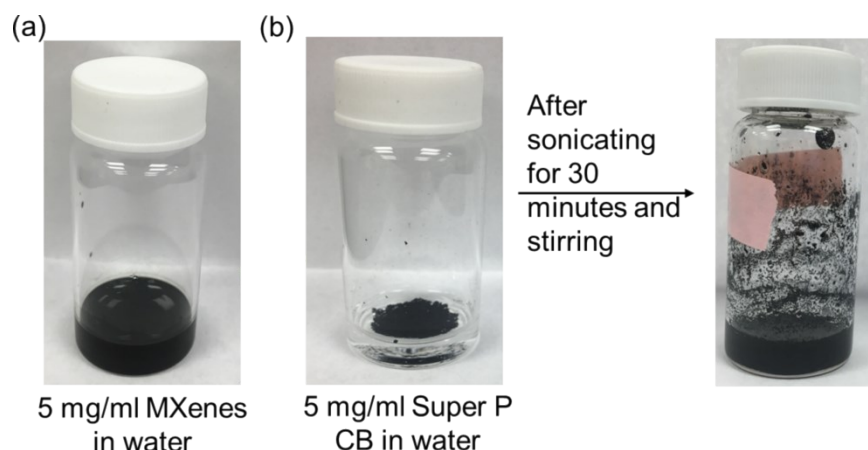 (a)
(b)
After
sonicating
for 30
minutes and
stirring
5 mg/ml MXenes
in water
5 mg/ml Super P
CB in water